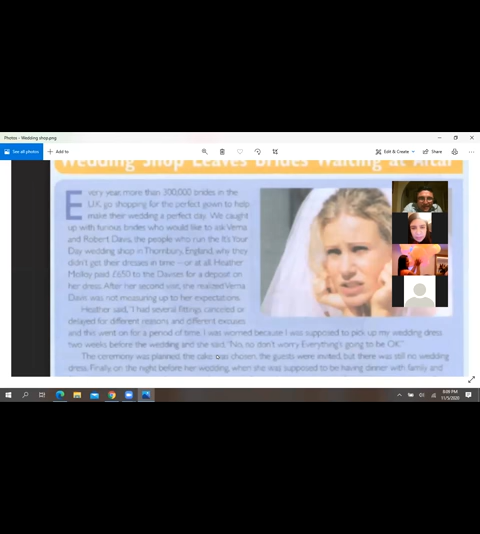 Photos - Wedding shop.png
See all photos
Add to
Edit & Create
Share
Wedding Shop Leaves Brides Waiting at Altar
Every year, more than 300,000 brides in the
U.K. go shopping for the perfect gown to help
make their wedding a perfect day. We caught
up with furious brides who would like to ask Verna
and Robert Davis, the people who run the It's Your
Day wedding shop in Thornbury, England, why they
didn't get their dresses in time – or at all. Heather
Molloy paid £650 to the Davises for a deposit on
her dress. After her second visit, she realized Verna
Davis was not measuring up to her expectations.
Heather said, "I had several fittings canceled or
delayed for different reasons and different excuses
and this went on for a period of time. I was worried because I was supposed to pick up my wedding dress
two weeks before the wedding and she said, "No, no don't worry. Everything's going to be OK."
The ceremony was planned, the cake was chosen, the guests were invited, but there was still no wedding
dress. Finally, on the night before her wedding, when she was supposed to be having dinner with family and
8:09 PM
11/5/2020